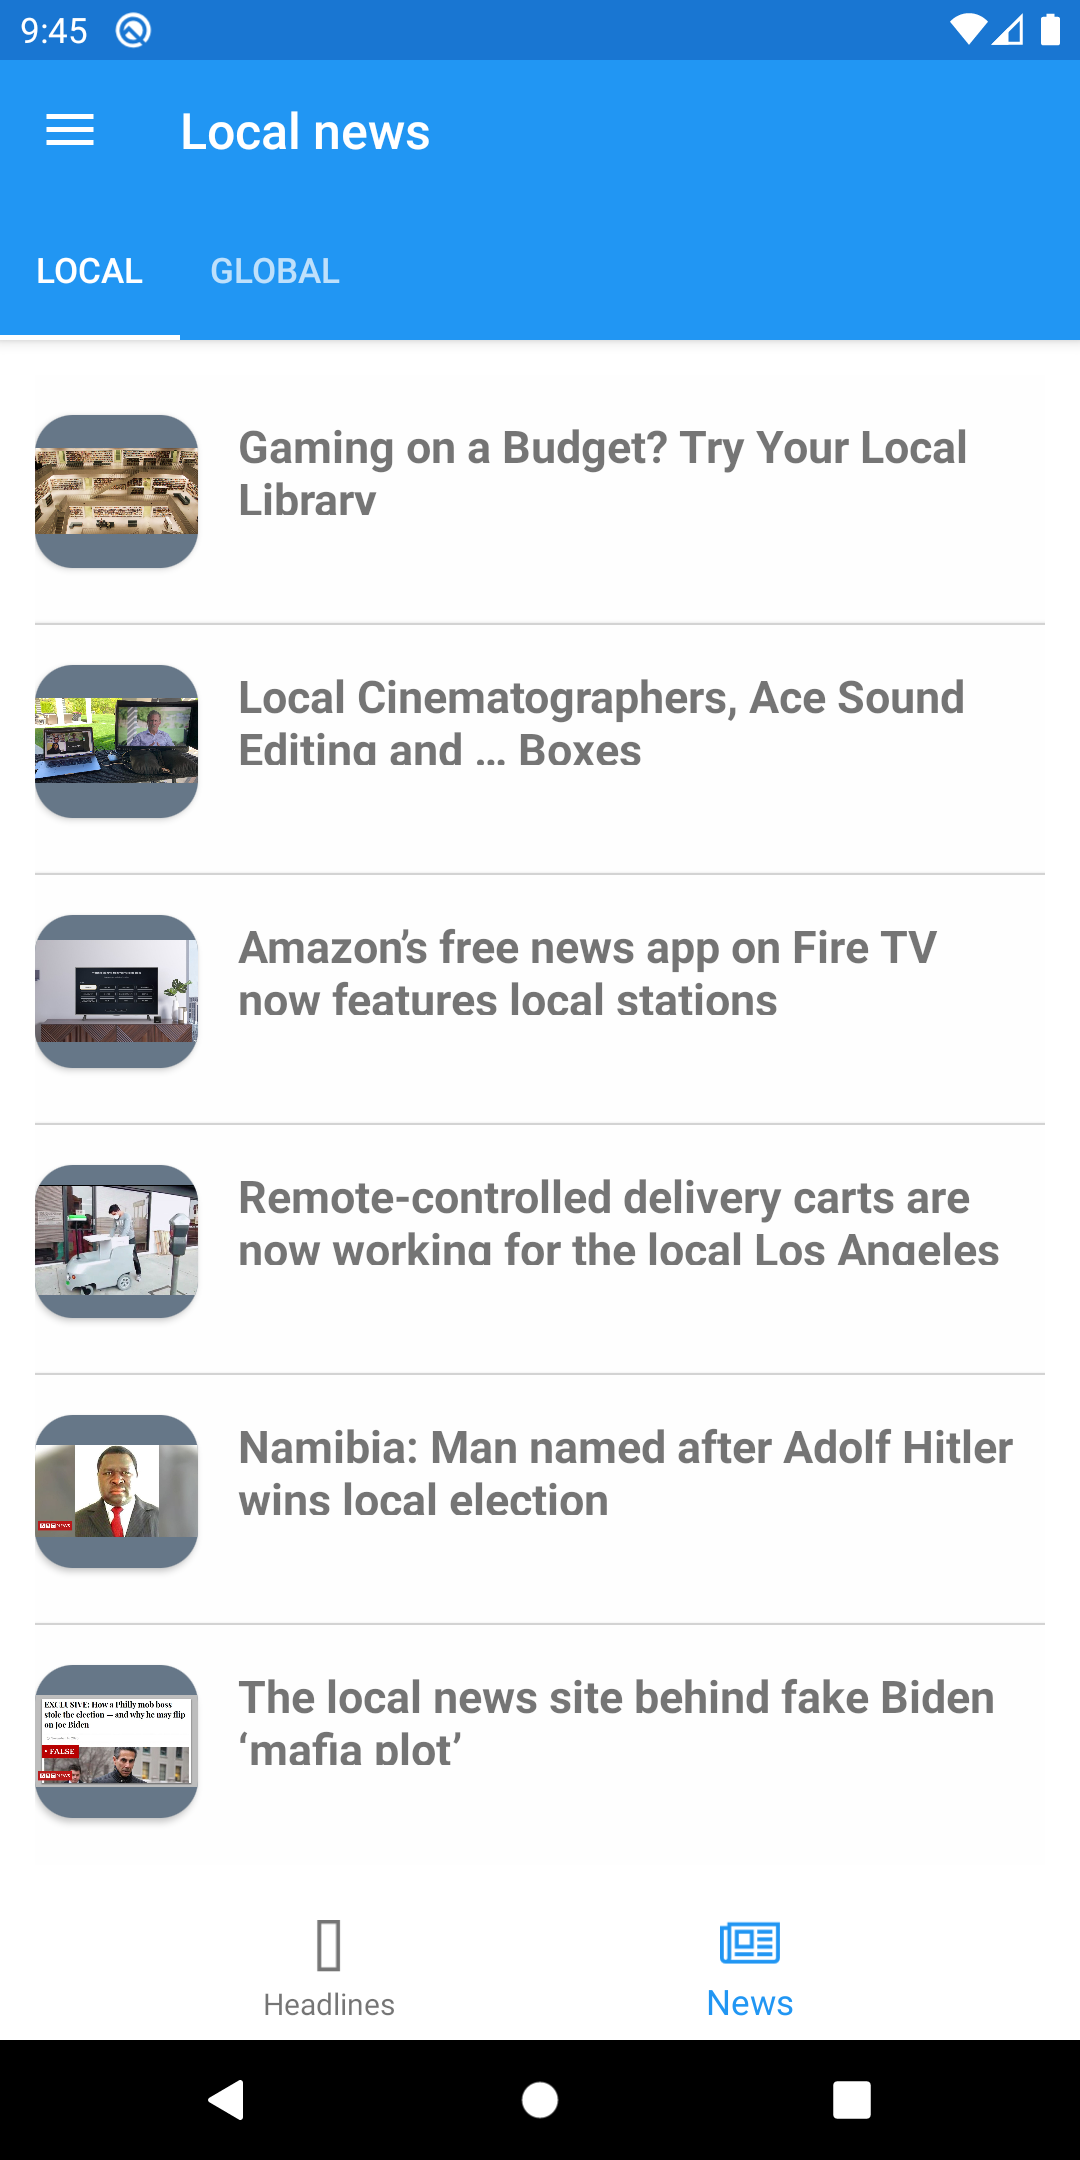 9:45
Local news
LOCAL GLOBAL
Gaming on a Budget? Try Your Local
Library
Local Cinematographers, Ace Sound
Editing and ... Boxes
Amazon’s free news app on Fire TV
now features local stations
Remote-controlled delivery carts are
now working for the local Los Angeles
Namibia: Man named after Adolf Hitler
wins local election
NEWS
The local news site behind fake Biden
‘mafia plot’
EXCLUSIVE: How a Philly mob boss
stole the election — and why he may flip
on Joe Biden
FALSE
NEWS
Headlines
News